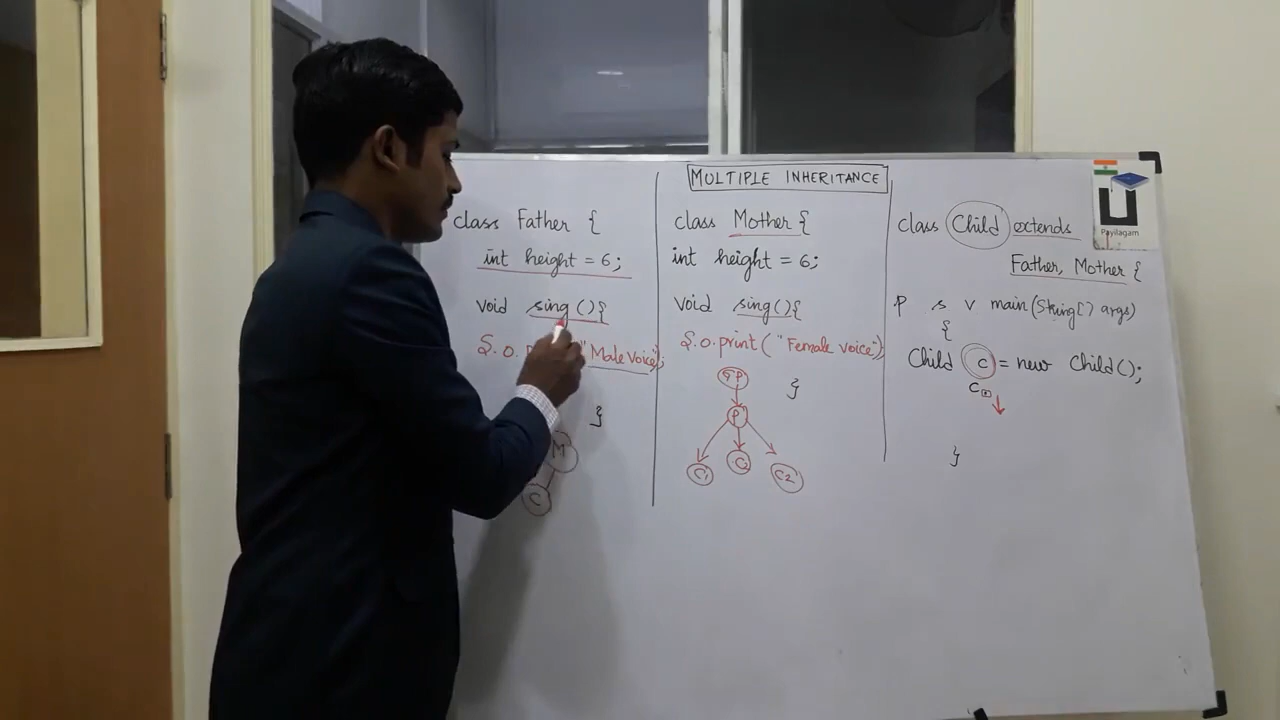 MULTIPLE INHERITANCE
class Father {
int height = 6;
void sing(){
S.o. "Male voice");
}
M
C
class Mother {
int height = 6;
void sing(){
S.o.print("Female voice");
}
GP
P
C1 C2 C2
class Child extends
Father, Mother {
P s v main(String[] args)
{
Child c = new Child();
C
}
Payilagam